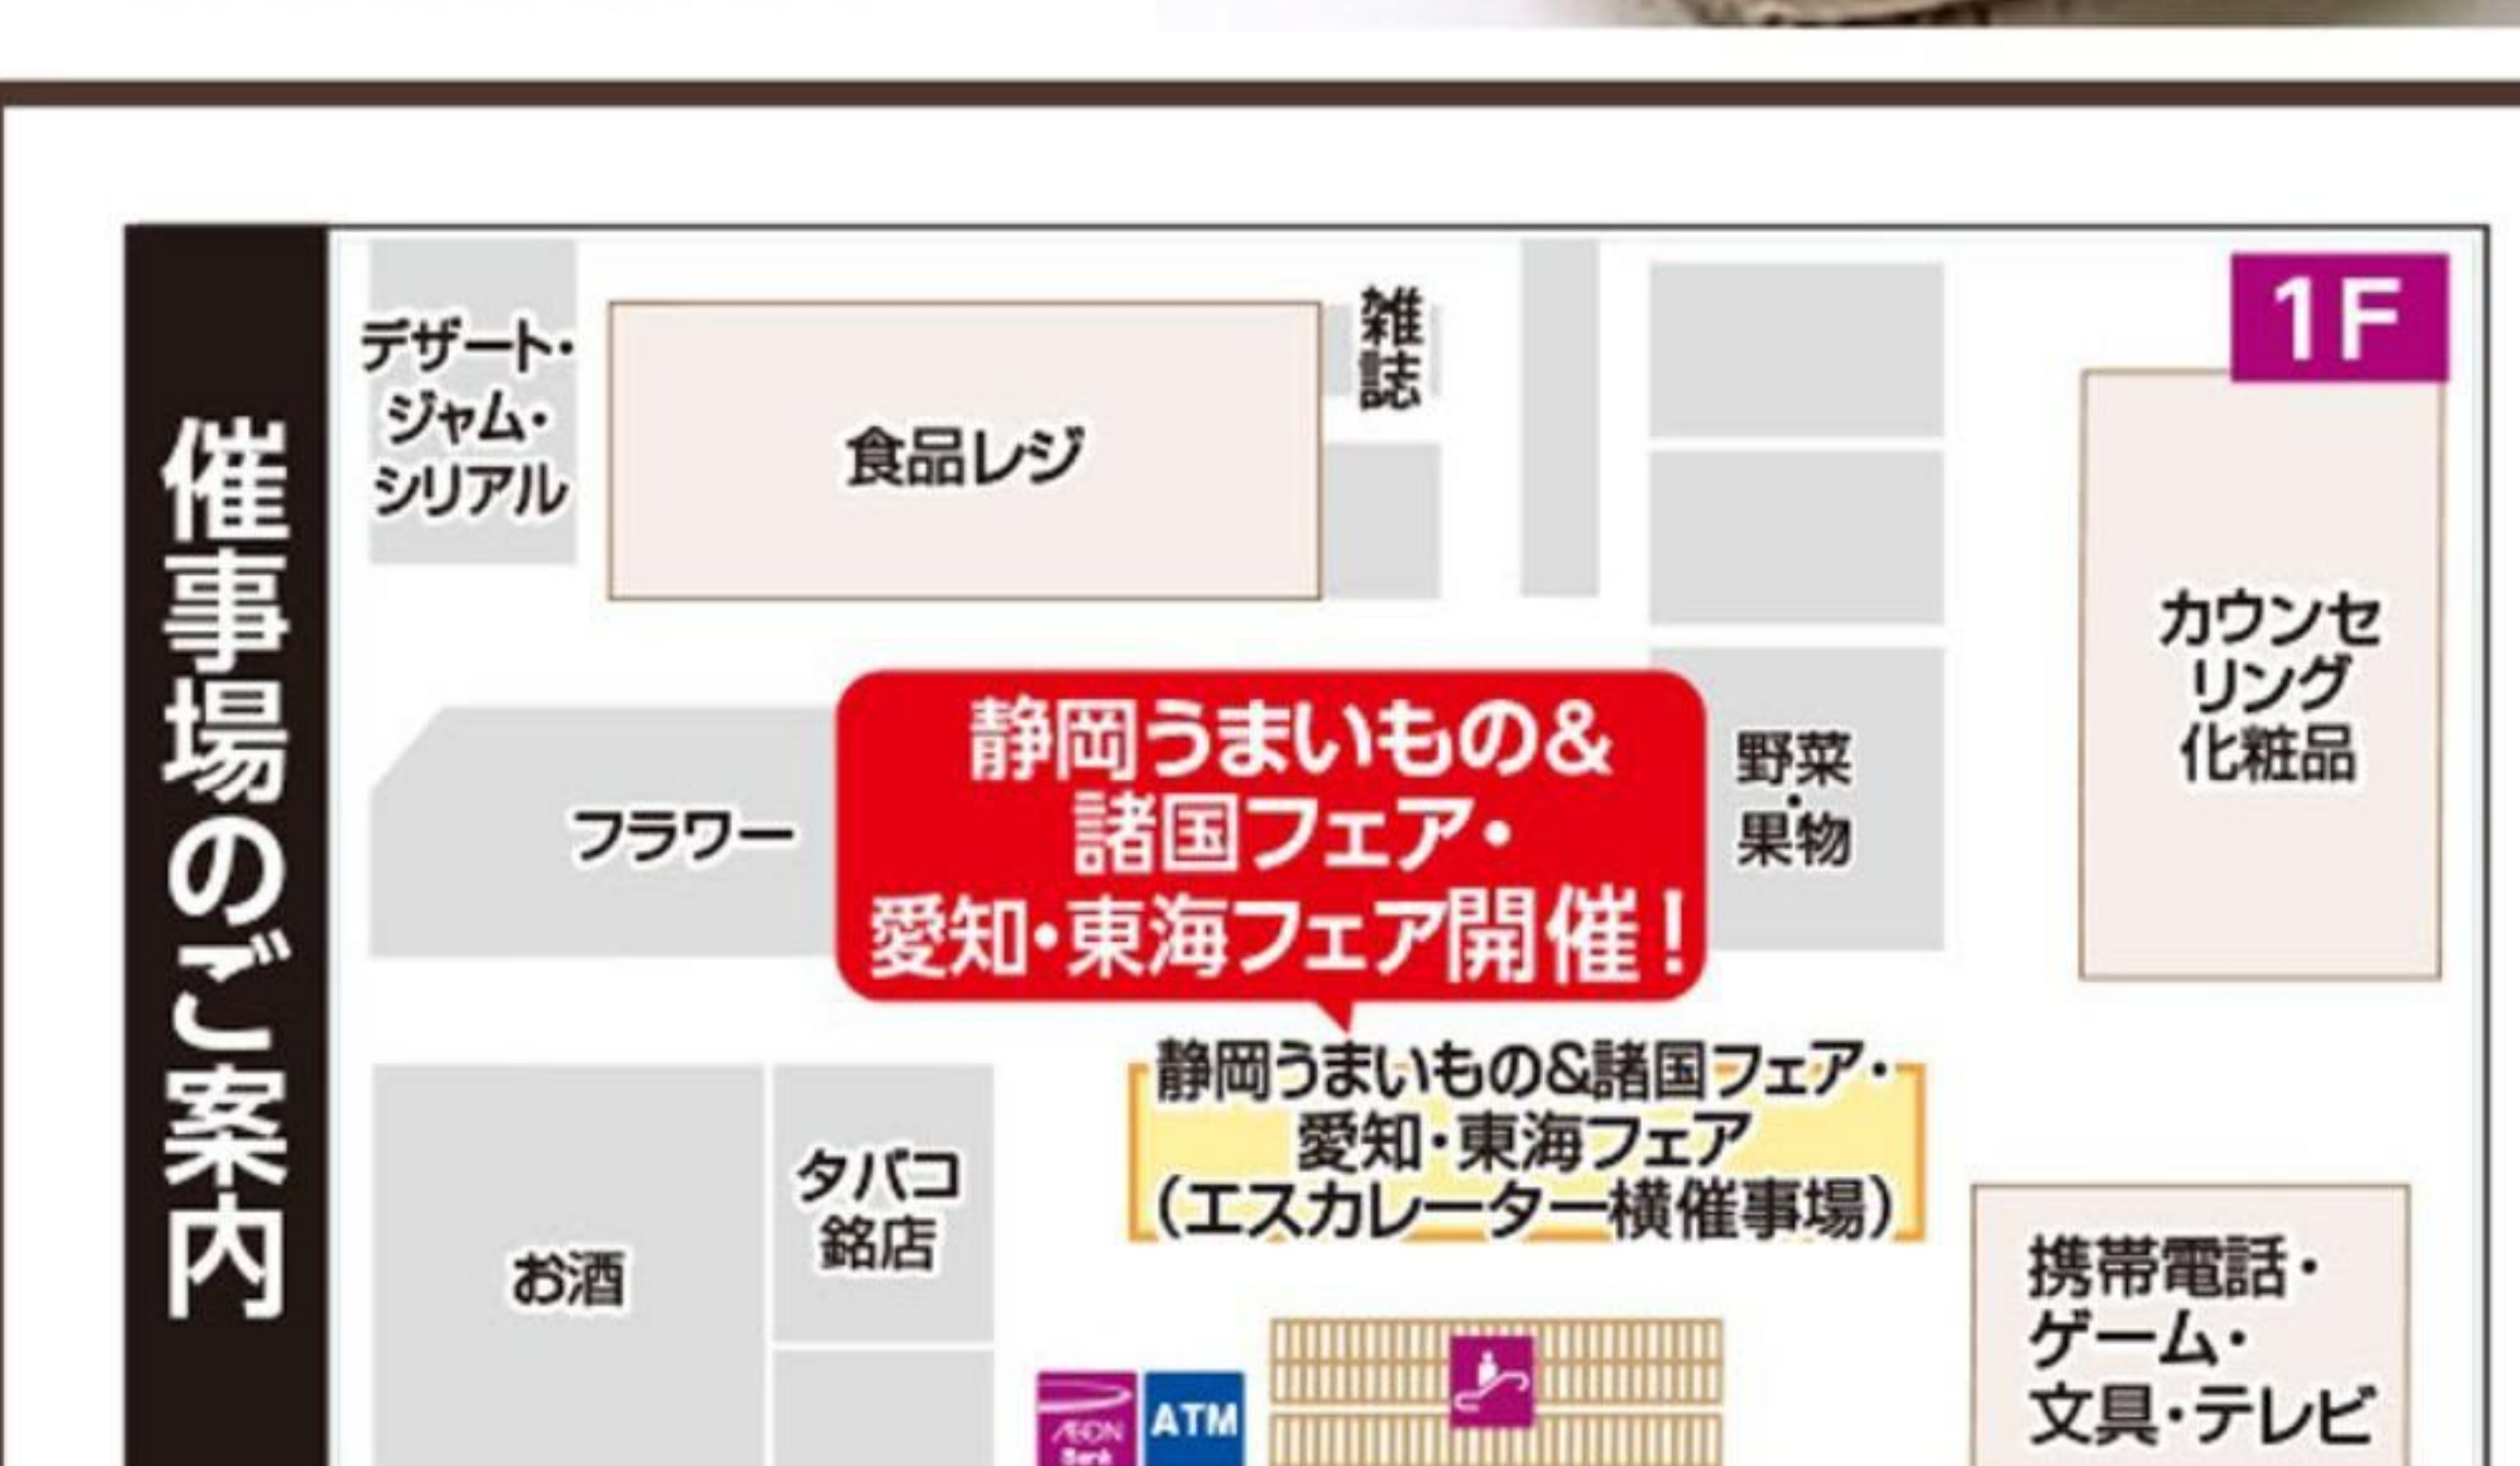 催事場のご案内
1F
デザート・
ジャム・
シリアル
食品レジ
雑誌
カウンセ
リング
化粧品
フラワー
静岡うまいもの&
諸国フェア・
愛知・東海フェア開催！
野菜
・
果物
静岡うまいもの&諸国フェア・
愛知・東海フェア
（エスカレーター横催事場）
お酒
タバコ
銘店
携帯電話・
ゲーム・
文具・テレビ
AEON
Bank
ATM